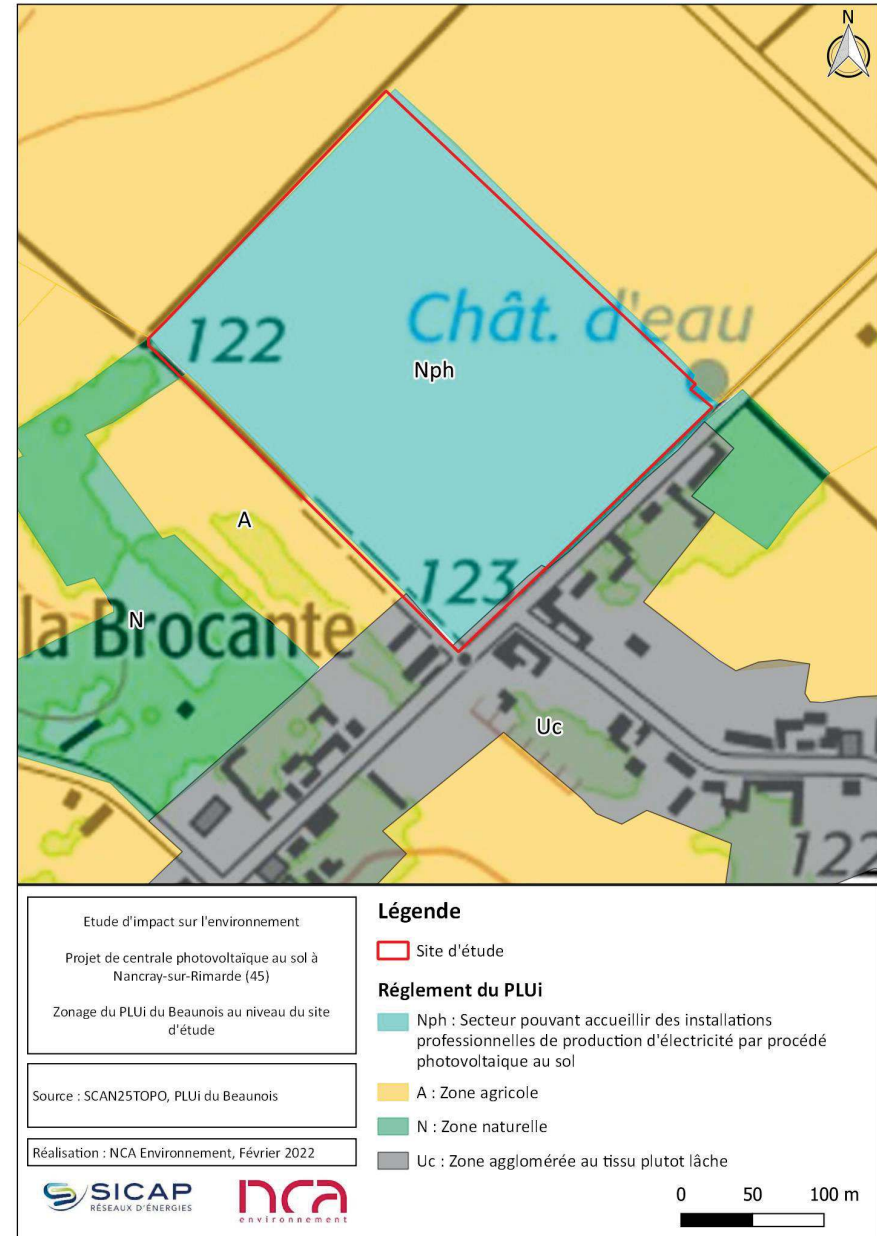 N
122
Chât. d'eau
Nph
A
123
la Brocante
N
Uc
122
Etude d'impact sur l'environnement
Projet de centrale photovoltaïque au sol à
Nancray-sur-Rimarde (45)
Zonage du PLUi du Beaunois au niveau du site
d'étude
Source : SCAN25TOPO, PLUi du Beaunois
Réalisation : NCA Environnement, Février 2022
SICAP
RÉSEAUX D'ÉNERGIES
nca
environnement
Légende
Site d'étude
Réglement du PLUi
Nph : Secteur pouvant accueillir des installations
professionnelles de production d'électricité par procédé
photovoltaique au sol
A : Zone agricole
N : Zone naturelle
Uc : Zone agglomérée au tissu plutot lâche
0 50 100 m